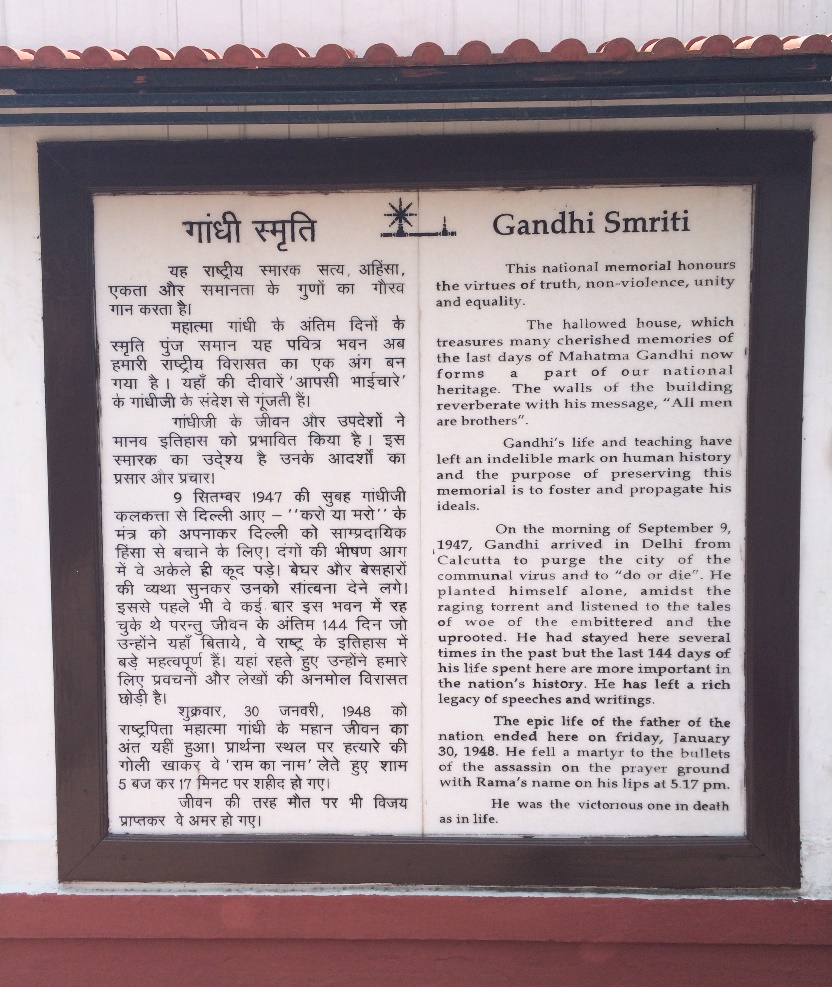 गांधी स्मृति
यह राष्ट्रीय स्मारक सत्य, अहिंसा,
एकता और समानता के गुणों का गौरव
गान करता है।
महात्मा गांधी के अंतिम दिनों के
स्मृति पुंज समान यह पवित्र भवन अब
हमारी राष्ट्रीय विरासत का एक अंग बन
गया है। यहाँ की दीवारें 'आपसी भाईचारे'
के गांधीजी के संदेश से गूंजती हैं।
गांधीजी के जीवन और उपदेशों ने
मानव इतिहास को प्रभावित किया है। इस
स्मारक का उदे्श्य है उनके आदर्शों का
प्रसार और प्रचार।
9 सितम्बर 1947 की सुबह गांधीजी
कलकत्ता से दिल्ली आए – ''करो या मरो'' के
मंत्र को अपनाकर दिल्ली को साम्प्रदायिक
हिंसा से बचाने के लिए। दंगों की भीषण आग
में वे अकेले ही कूद पड़े। बेघर और बेसहारों
की व्यथा सुनकर उनको सांत्वना देने लगे।
इससे पहले भी वे कई बार इस भवन में रह
चुके थे परन्तु जीवन के अंतिम 144 दिन जो
उन्होंने यहाँ बिताये, वे राष्ट्र के इतिहास में
बड़े महत्वपूर्ण हैं। यहां रहते हुए उन्होंने हमारे
लिए प्रवचनों और लेखों की अनमोल विरासत
छोड़ी है।
शुक्रवार, 30 जनवरी, 1948 को
राष्ट्रपिता महात्मा गांधी के महान जीवन का
अंत यहीं हुआ। प्रार्थना स्थल पर हत्यारे की
गोली खाकर वे 'राम का नाम' लेते हुए शाम
5 बज कर 17 मिनट पर शहीद हो गए।
जीवन की तरह मौत पर भी विजय
प्राप्तकर वे अमर हो गए।
Gandhi Smriti
This national memorial honours
the virtues of truth, non-violence, unity
and equality.
The hallowed house, which
treasures many cherished memories of
the last days of Mahatma Gandhi now
forms a part of our national
heritage. The walls of the building
reverberate with his message, "All men
are brothers".
Gandhi's life and teaching have
left an indelible mark on human history
and the purpose of preserving this
memorial is to foster and propagate his
ideals.
On the morning of September 9,
1947, Gandhi arrived in Delhi from
Calcutta to purge the city of the
communal virus and to "do or die". He
planted himself alone, amidst the
raging torrent and listened to the tales
of woe of the embittered and the
uprooted. He had stayed here several
times in the past but the last 144 days of
his life spent here are more important in
the nation's history. He has left a rich
legacy of speeches and writings.
The epic life of the father of the
nation ended here on friday, January
30, 1948. He fell a martyr to the bullets
of the assassin on the prayer ground
with Rama's name on his lips at 5.17 pm.
He was the victorious one in death
as in life.